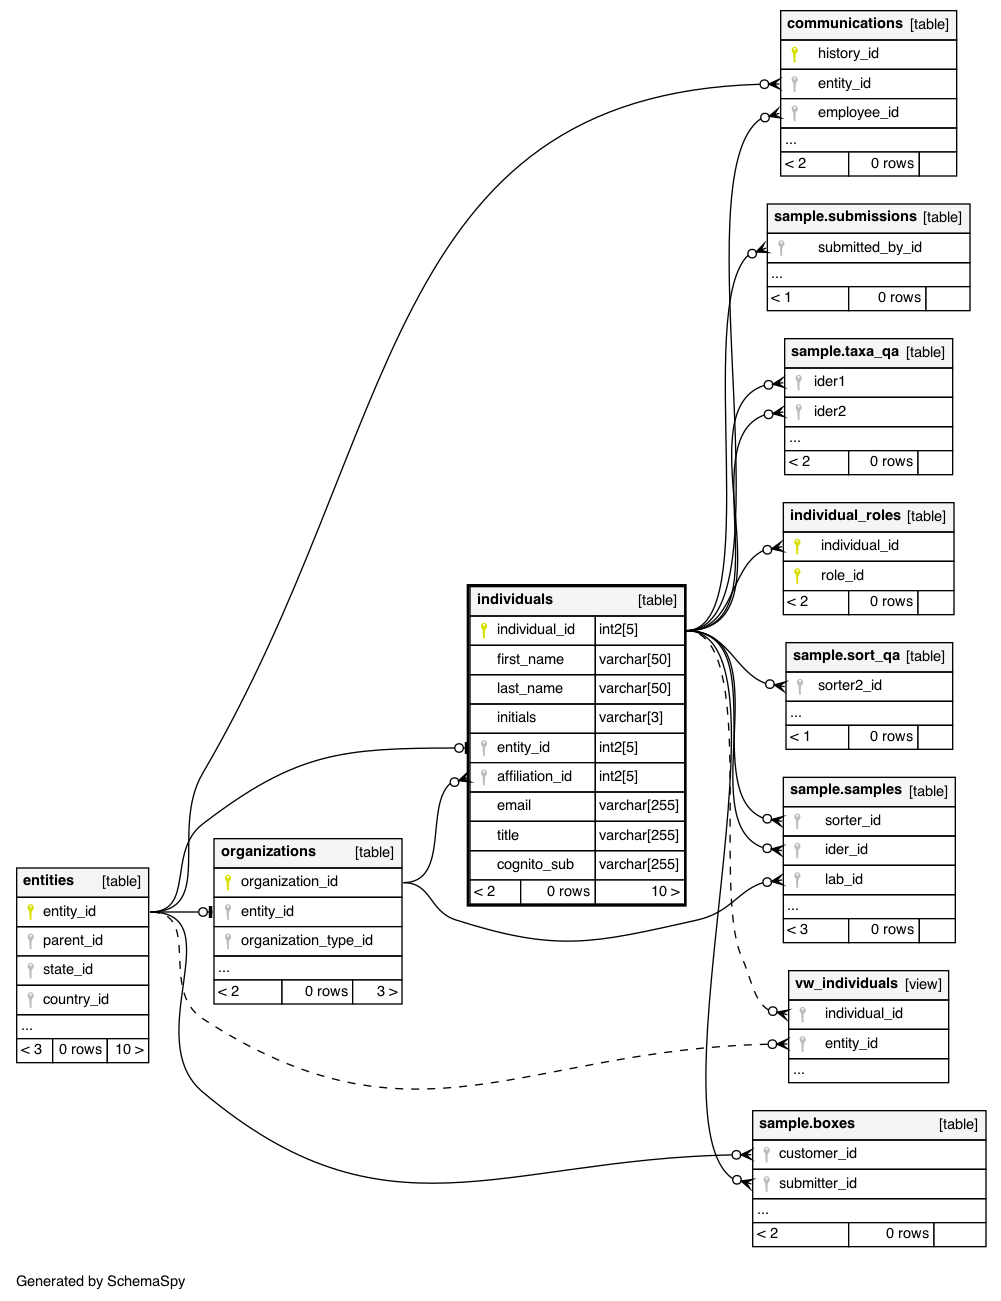 communications [table]
history_id
entity_id
employee_id
...
< 2 0 rows
sample.submissions [table]
submitted_by_id
...
< 1 0 rows
sample.taxa_qa [table]
ider1
ider2
...
< 2 0 rows
individual_roles [table]
individual_id
role_id
< 2 0 rows
individuals [table]
individual_id int2[5]
first_name varchar[50]
last_name varchar[50]
initials varchar[3]
entity_id int2[5]
affiliation_id int2[5]
email varchar[255]
title varchar[255]
cognito_sub varchar[255]
< 2 0 rows 10 >
sample.sort_qa [table]
sorter2_id
...
< 1 0 rows
sample.samples [table]
sorter_id
ider_id
lab_id
...
< 3 0 rows
organizations [table]
organization_id
entity_id
organization_type_id
...
< 2 0 rows 3 >
entities [table]
entity_id
parent_id
state_id
country_id
...
< 3 0 rows 10 >
vw_individuals [view]
individual_id
entity_id
...
sample.boxes [table]
customer_id
submitter_id
...
< 2 0 rows
Generated by SchemaSpy